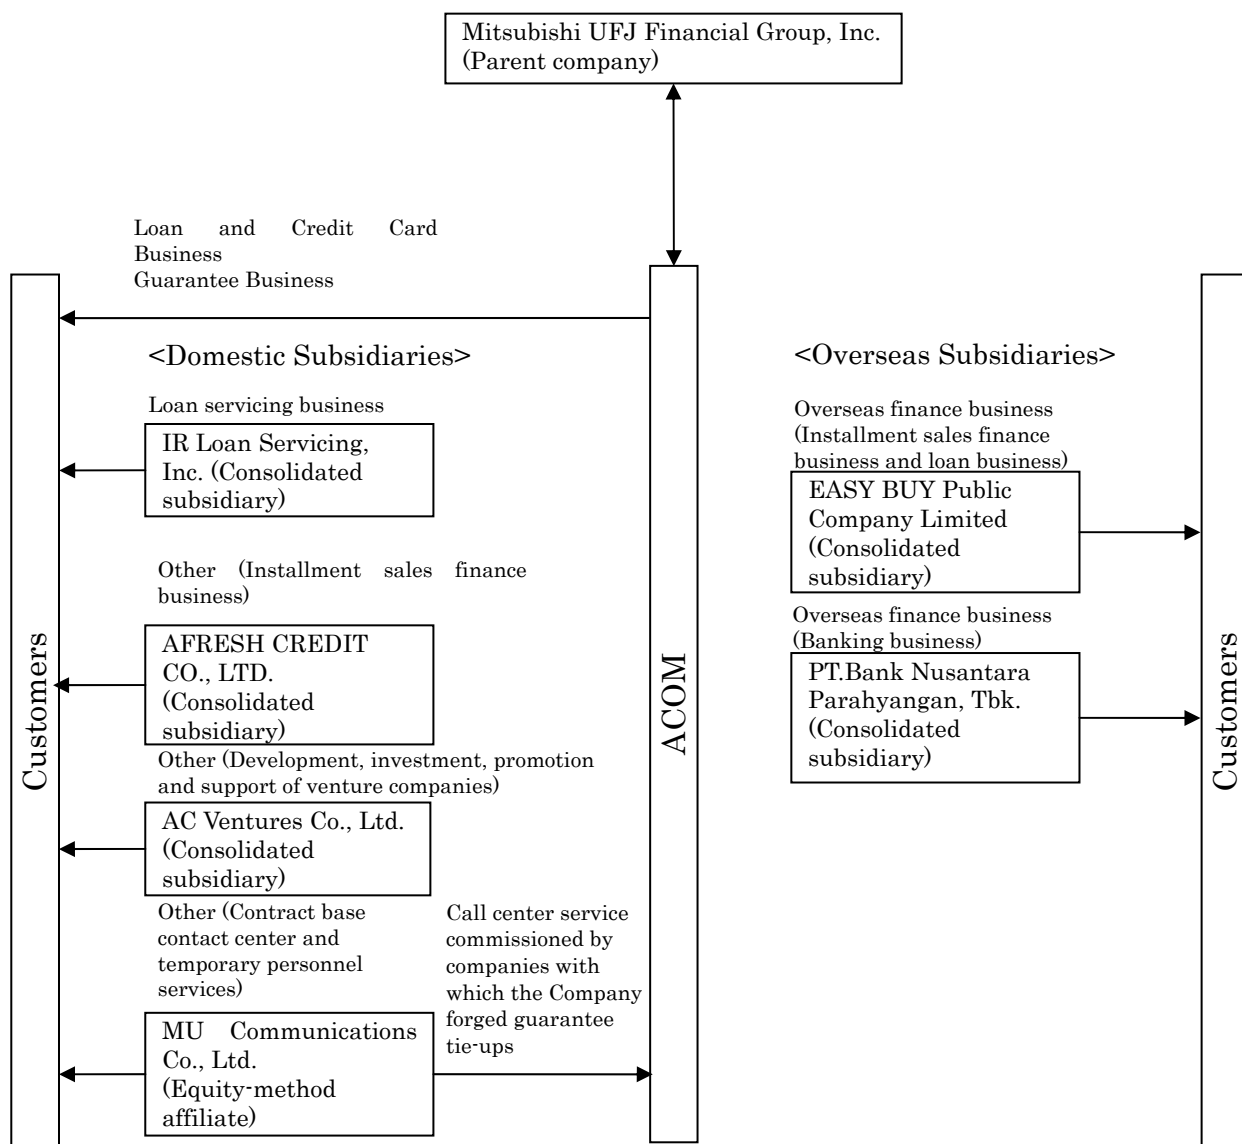 Mitsubishi UFJ Financial Group, Inc.
(Parent company)
Loan and Credit Card
Business
Guarantee Business
<Domestic Subsidiaries>
Loan servicing business
IR Loan Servicing,
Inc. (Consolidated
subsidiary)
Other (Installment sales finance
business)
AFRESH CREDIT
CO., LTD.
(Consolidated
subsidiary)
Other (Development, investment, promotion
and support of venture companies)
AC Ventures Co., Ltd.
(Consolidated
subsidiary)
Other (Contract base
contact center and
temporary personnel
services)
MU Communications
Co., Ltd.
(Equity-method
affiliate)
Call center service
commissioned by
companies with
which the Company
forged guarantee
tie-ups
Customers
ACOM
<Overseas Subsidiaries>
Overseas finance business
(Installment sales finance
business and loan business)
EASY BUY Public
Company Limited
(Consolidated
subsidiary)
Overseas finance business
(Banking business)
PT.Bank Nusantara
Parahyangan, Tbk.
(Consolidated
subsidiary)
Customers